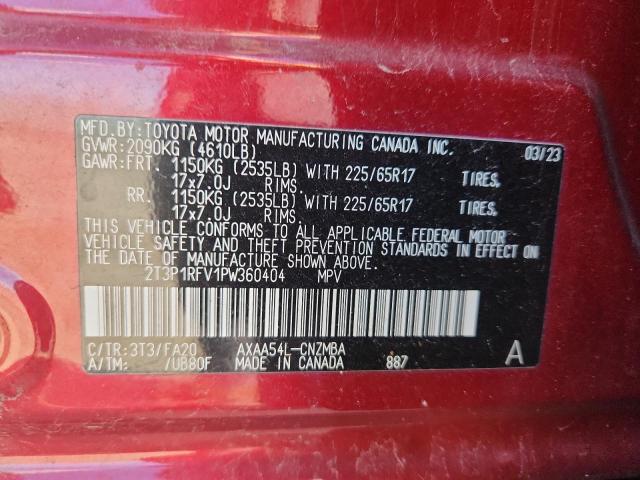 MFD.BY:TOYOTA MOTOR MANUFACTURING CANADA INC. 03/23
GVWR:2090KG (4610LB)
GAWR:FRT. 1150KG (2535LB) WITH 225/65R17 TIRES.
17x7.0J RIMS.
RR. 1150KG (2535LB) WITH 225/65R17 TIRES.
17x7.0J RIMS.
THIS VEHICLE CONFORMS TO ALL APPLICABLE FEDERAL MOTOR
VEHICLE SAFETY AND THEFT PREVENTION STANDARDS IN EFFECT ON
THE DATE OF MANUFACTURE SHOWN ABOVE.
2T3P1RFV1PW360404 MPV
C/TR:3T3/FA20 AXAA54L-CNZMBA
A/TM: /UB80F MADE IN CANADA 887 A